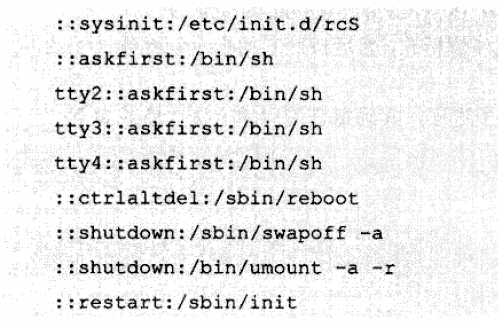 ::sysinit:/etc/init.d/rcS
::askfirst:/bin/sh
tty2::askfirst:/bin/sh
tty3::askfirst:/bin/sh
tty4::askfirst:/bin/sh
::ctrlaltdel:/sbin/reboot
::shutdown:/sbin/swapoff -a
::shutdown:/bin/umount -a -r
::restart:/sbin/init